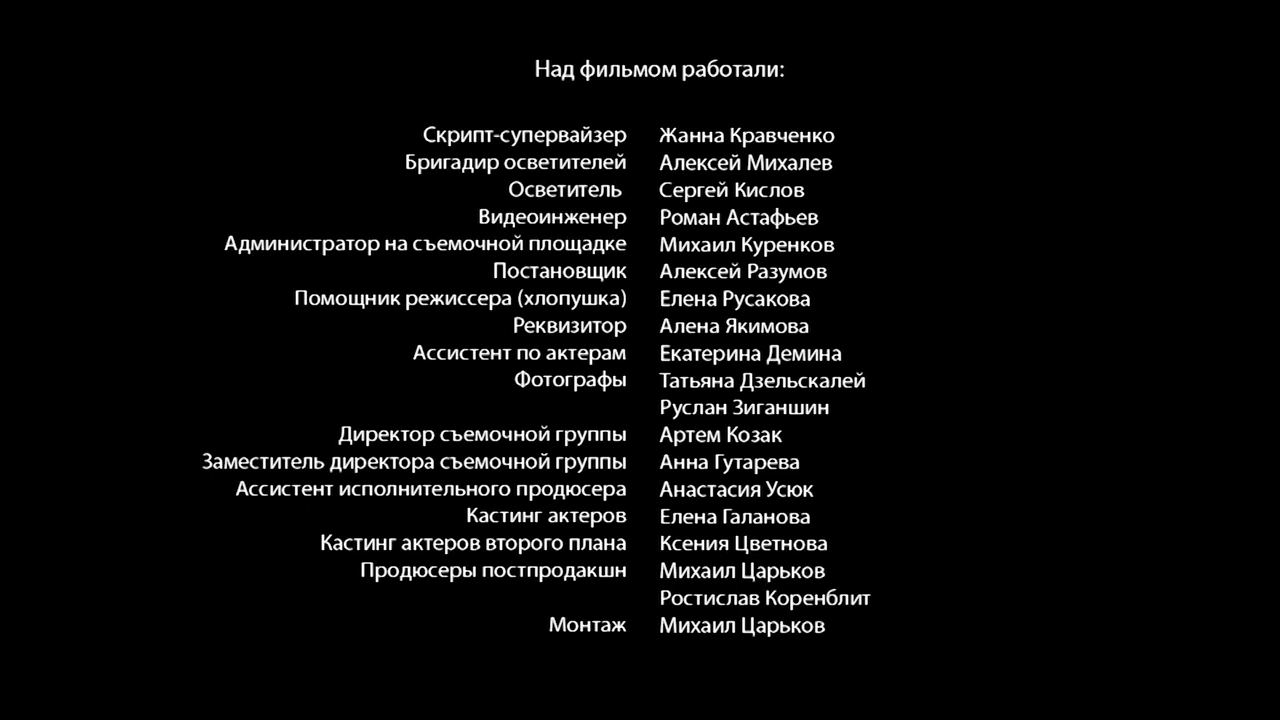 Над фильмом работали:
Скрипт-супервайзер Жанна Кравченко
Бригадир осветителей Алексей Михалев
Осветитель Сергей Кислов
Видеоинженер Роман Астафьев
Администратор на съемочной площадке Михаил Куренков
Постановщик Алексей Разумов
Помощник режиссера (хлопушка) Елена Русакова
Реквизитор Алена Якимова
Ассистент по актерам Екатерина Демина
Фотографы Татьяна Дзельскалей
Руслан Зиганшин
Директор съемочной группы Артем Козак
Заместитель директора съемочной группы Анна Гутарева
Ассистент исполнительного продюсера Анастасия Усюк
Кастинг актеров Елена Галанова
Кастинг актеров второго плана Ксения Цветнова
Продюсеры постпродакшн Михаил Царьков
Ростислав Коренблит
Монтаж Михаил Царьков